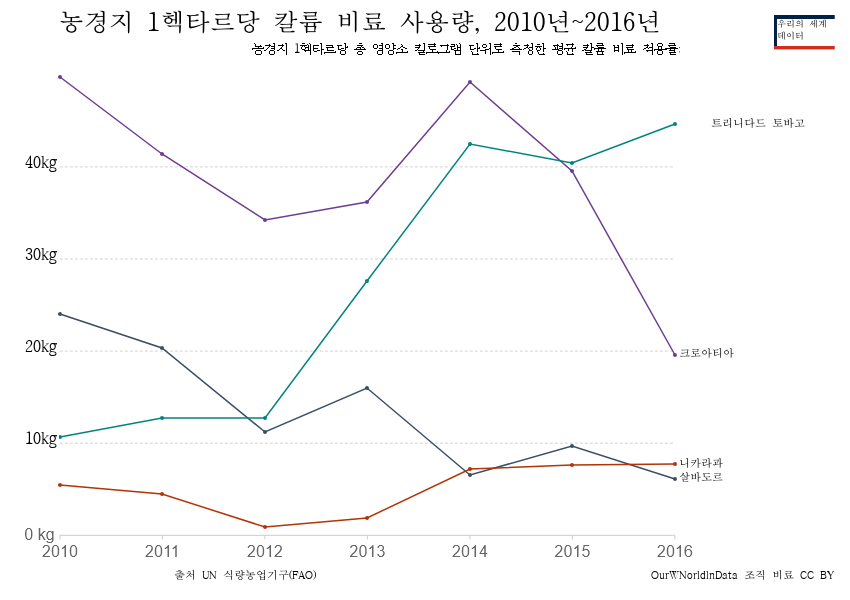 농경지 1헥타르당 칼륨 비료 사용량, 2010년~2016년
우리의 세계
데이터
농경지 1헥타르당 총 영양소 킬로그램 단위로 측정한 평균 칼륨 비료 적용률
트리니다드 토바고
40kg
30kg
20kg
크로아티아
10kg
니카라과
살바도르
0 kg
2010 2011 2012 2013 2014 2015 2016
출처 UN 식량농업기구(FAO)
OurWNorldInData 조직 비료 CC BY